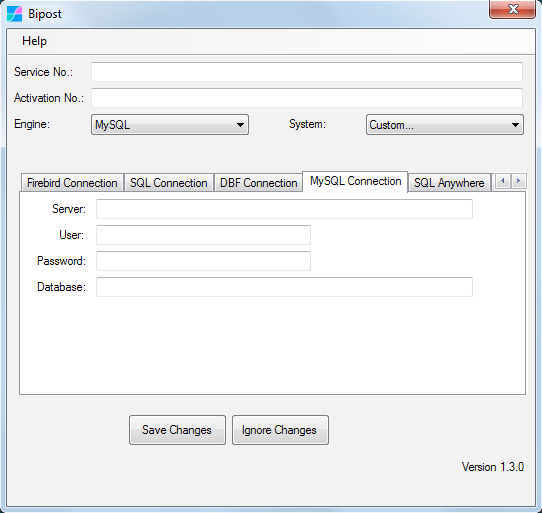 Bipost
Help
Service No.:
Activation No.:
Engine: MySQL System: Custom...
Firebird Connection SQL Connection DBF Connection MySQL Connection SQL Anywhere
Server:
User:
Password:
Database:
Save Changes Ignore Changes
Version 1.3.0